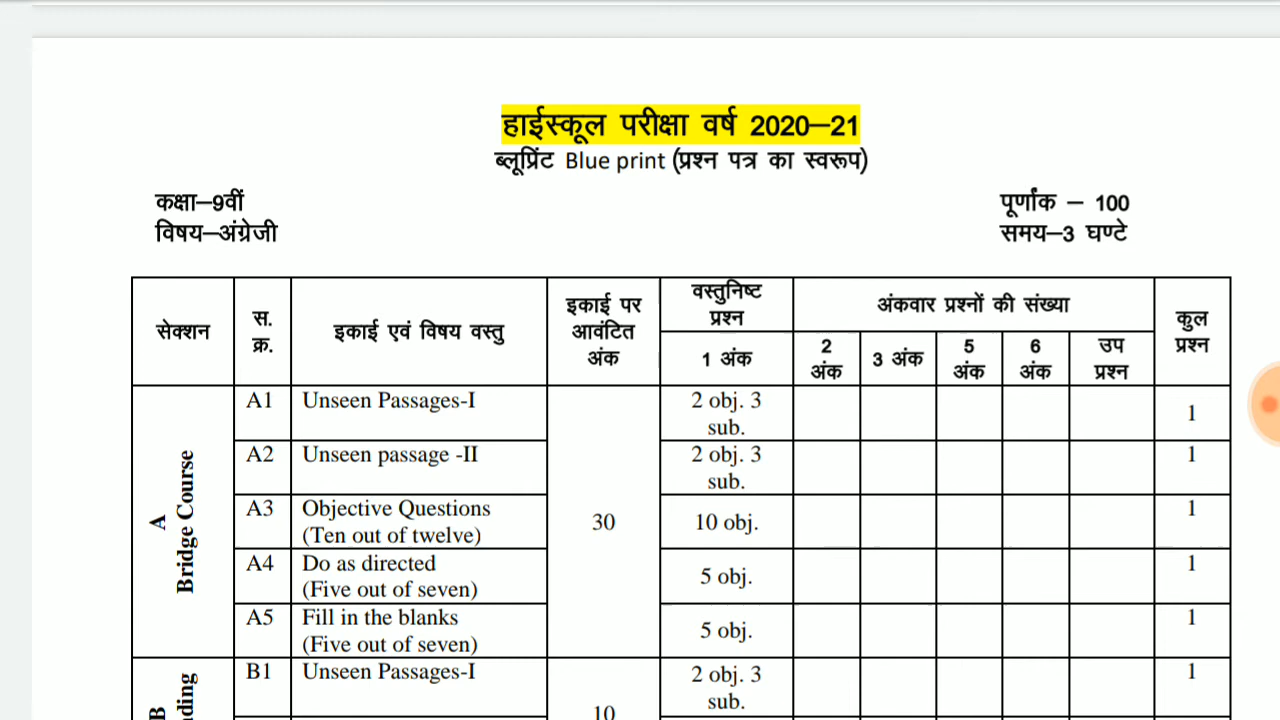 हाईस्कूल परीक्षा वर्ष 2020–21
ब्लूप्रिंट Blue print (प्रश्न पत्र का स्वरूप)
कक्षा–9वीं
पूर्णांक – 100
विषय–अंग्रेजी
समय–3 घण्टे
सेक्शन
स. क्र.
इकाई एवं विषय वस्तु
इकाई पर आवंटित अंक
वस्तुनिष्ट प्रश्न
अंकवार प्रश्नों की संख्या
कुल प्रश्न
1 अंक
2 अंक
3 अंक
5 अंक
6 अंक
उप प्रश्न
A
Bridge Course
30
A1 Unseen Passages-I 2 obj. 3 sub. 1
A2 Unseen passage -II 2 obj. 3 sub. 1
A3 Objective Questions (Ten out of twelve) 10 obj. 1
A4 Do as directed (Five out of seven) 5 obj. 1
A5 Fill in the blanks (Five out of seven) 5 obj. 1
B
B1 Unseen Passages-I 10 2 obj. 3 sub. 1